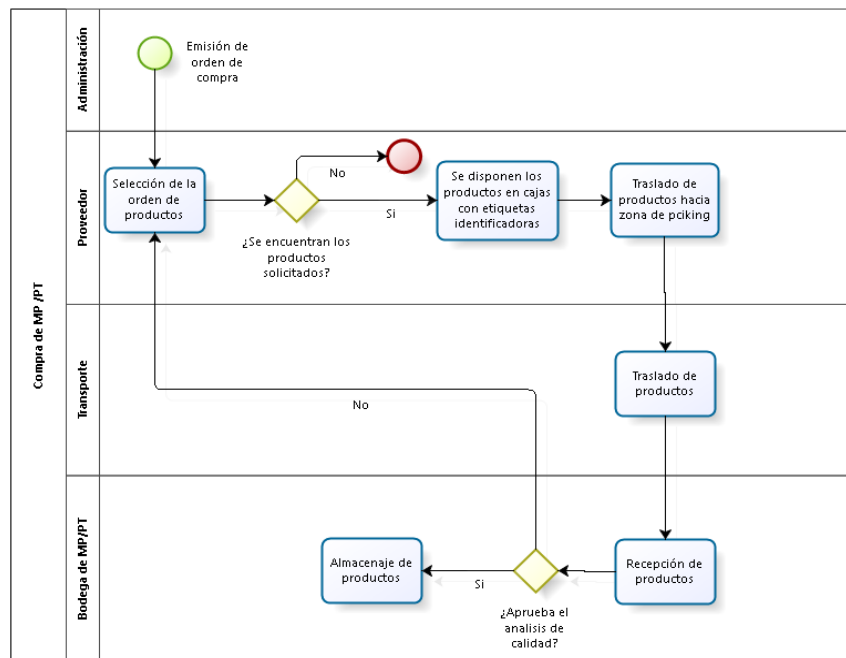 Compra de MP /PT
Administración
Emisión de
orden de
compra
Proveedor
Selección de la
orden de
productos
¿Se encuentran los
productos
solicitados?
No
Si
Se disponen los
productos en cajas
con etiquetas
identificadoras
Traslado de
productos hacia
zona de pciking
Transporte
Traslado de
productos
No
Bodega de MP/PT
Almacenaje de
productos
Si
¿Aprueba el
analisis de
calidad?
Recepción de
productos